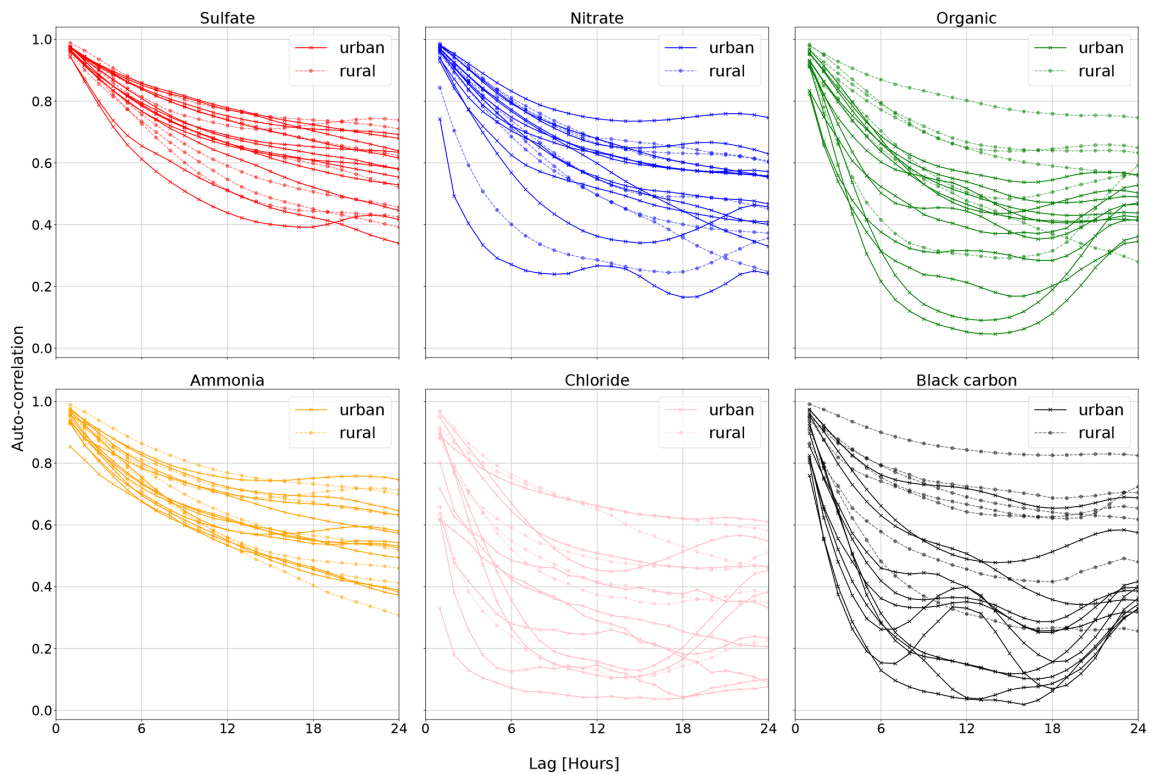 Sulfate
Nitrate
Organic
1.0
0.8
0.6
0.4
0.2
0.0
urban
rural
urban
rural
urban
rural
Auto-correlation
Ammonia
Chloride
Black carbon
1.0
0.8
0.6
0.4
0.2
0.0
urban
rural
urban
rural
urban
rural
0 6 12 18 24
0 6 12 18 24
0 6 12 18 24
Lag [Hours]